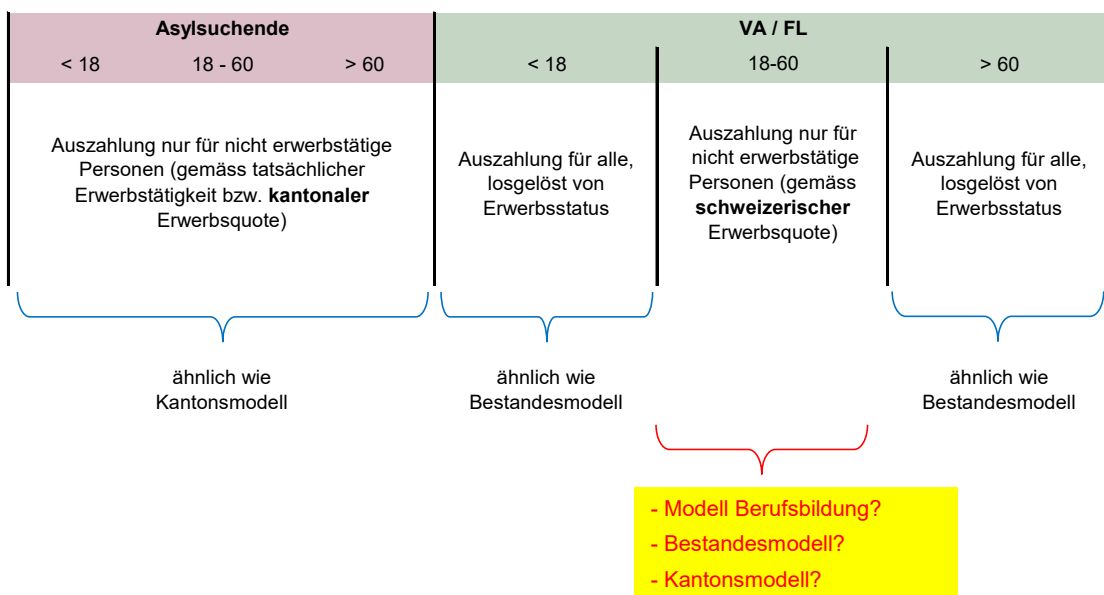 Asylsuchende
VA / FL
< 18
18 - 60
> 60
< 18
18-60
> 60
Auszahlung nur für nicht erwerbstätige
Personen (gemäss tatsächlicher
Erwerbstätigkeit bzw. kantonaler
Erwerbsquote)
Auszahlung für alle,
losgelöst von
Erwerbsstatus
Auszahlung nur für
nicht erwerbstätige
Personen (gemäss
schweizerischer
Erwerbsquote)
Auszahlung für alle,
losgelöst von
Erwerbsstatus
ähnlich wie
Kantonsmodell
ähnlich wie
Bestandesmodell
ähnlich wie
Bestandesmodell
- Modell Berufsbildung?
- Bestandesmodell?
- Kantonsmodell?